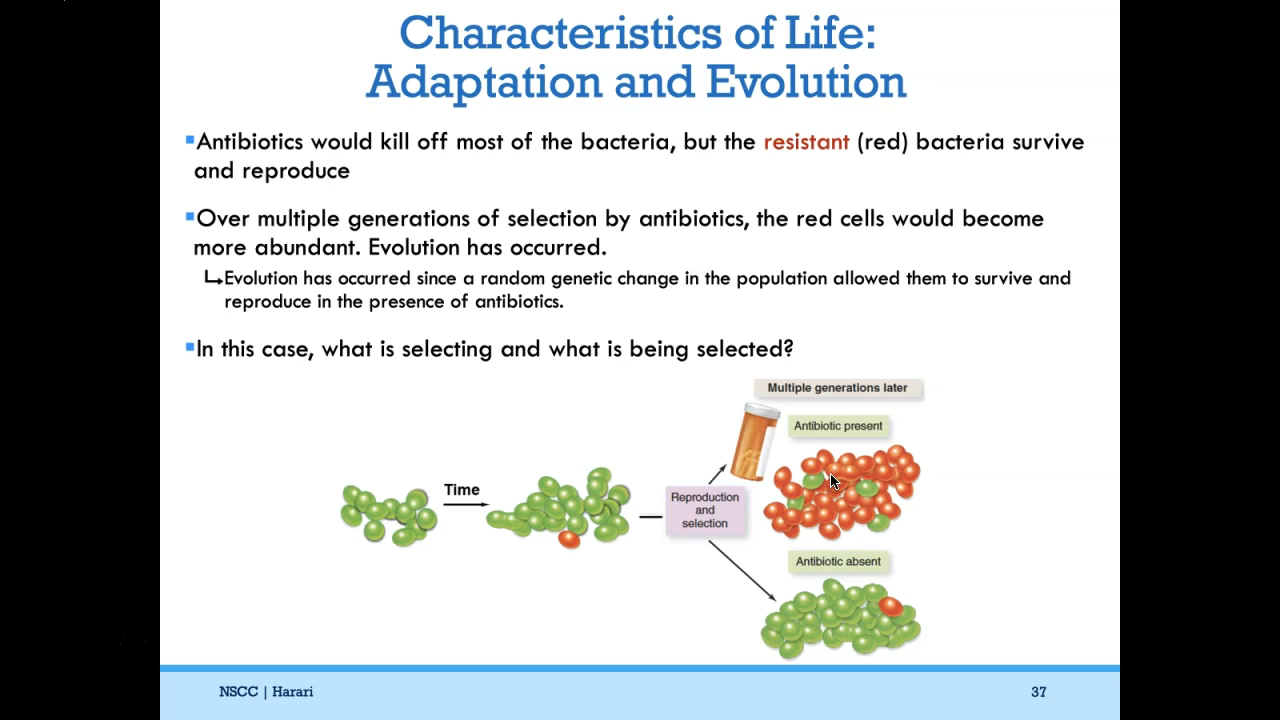 Characteristics of Life:
Adaptation and Evolution
▪Antibiotics would kill off most of the bacteria, but the resistant (red) bacteria survive
and reproduce
▪Over multiple generations of selection by antibiotics, the red cells would become
more abundant. Evolution has occurred.
↳Evolution has occurred since a random genetic change in the population allowed them to survive and
reproduce in the presence of antibiotics.
▪In this case, what is selecting and what is being selected?
Multiple generations later
Antibiotic present
Time
Reproduction
and
selection
Antibiotic absent
NSCC | Harari
37